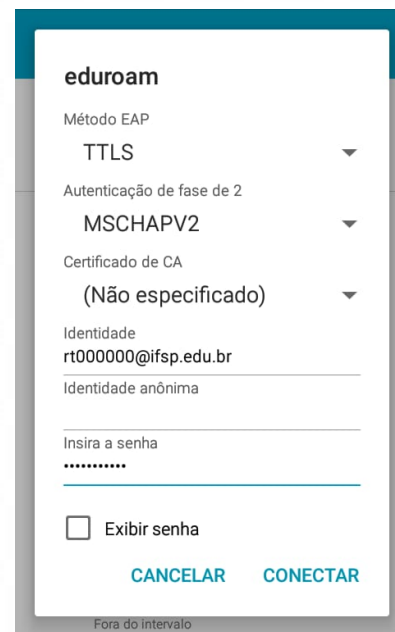 eduroam
Método EAP
TTLS
Autenticação de fase de 2
MSCHAPV2
Certificado de CA
(Não especificado)
Identidade
rt000000@ifsp.edu.br
Identidade anônima
Insira a senha
•••••••••••
Exibir senha
CANCELAR CONECTAR
Fora do intervalo